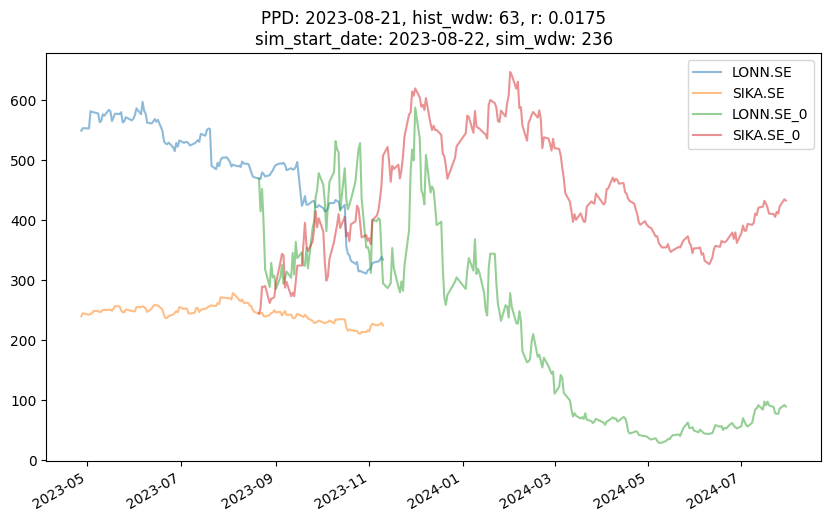 PPD: 2023-08-21, hist_wdw: 63, r: 0.0175
sim_start_date: 2023-08-22, sim_wdw: 236
LONN.SE
SIKA.SE
LONN.SE_0
SIKA.SE_0
600
500
400
300
200
100
0
2023-05
2023-07
2023-09
2023-11
2024-01
2024-03
2024-05
2024-07